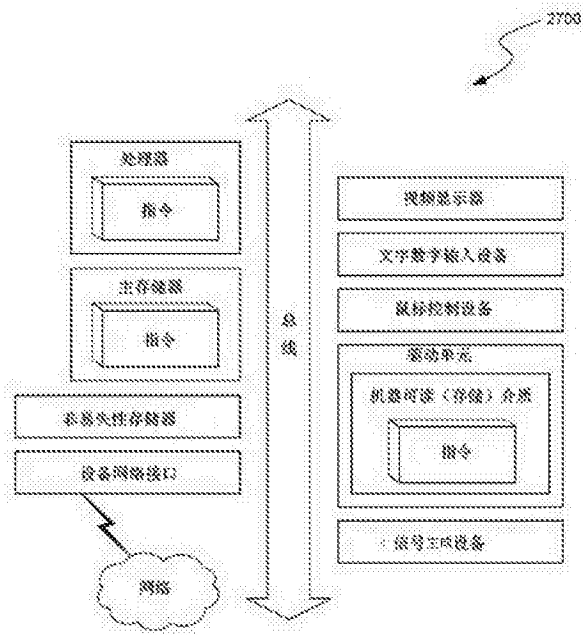 2700
处理器
指令
主存储器
指令
非易失性存储器
设备网络接口
网络
总线
视频显示器
文字数字输入设备
鼠标控制设备
驱动单元
机器可读（存储）介质
指令
信号生成设备